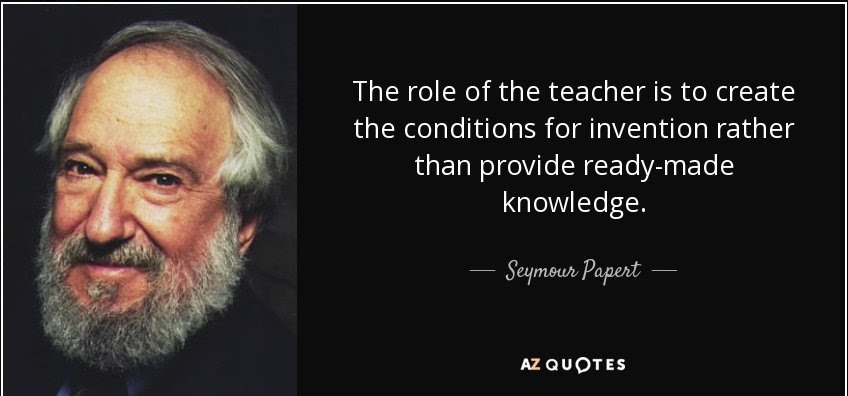 The role of the teacher is to create
the conditions for invention rather
than provide ready-made
knowledge.
Seymour Papert
AZ QUOTES